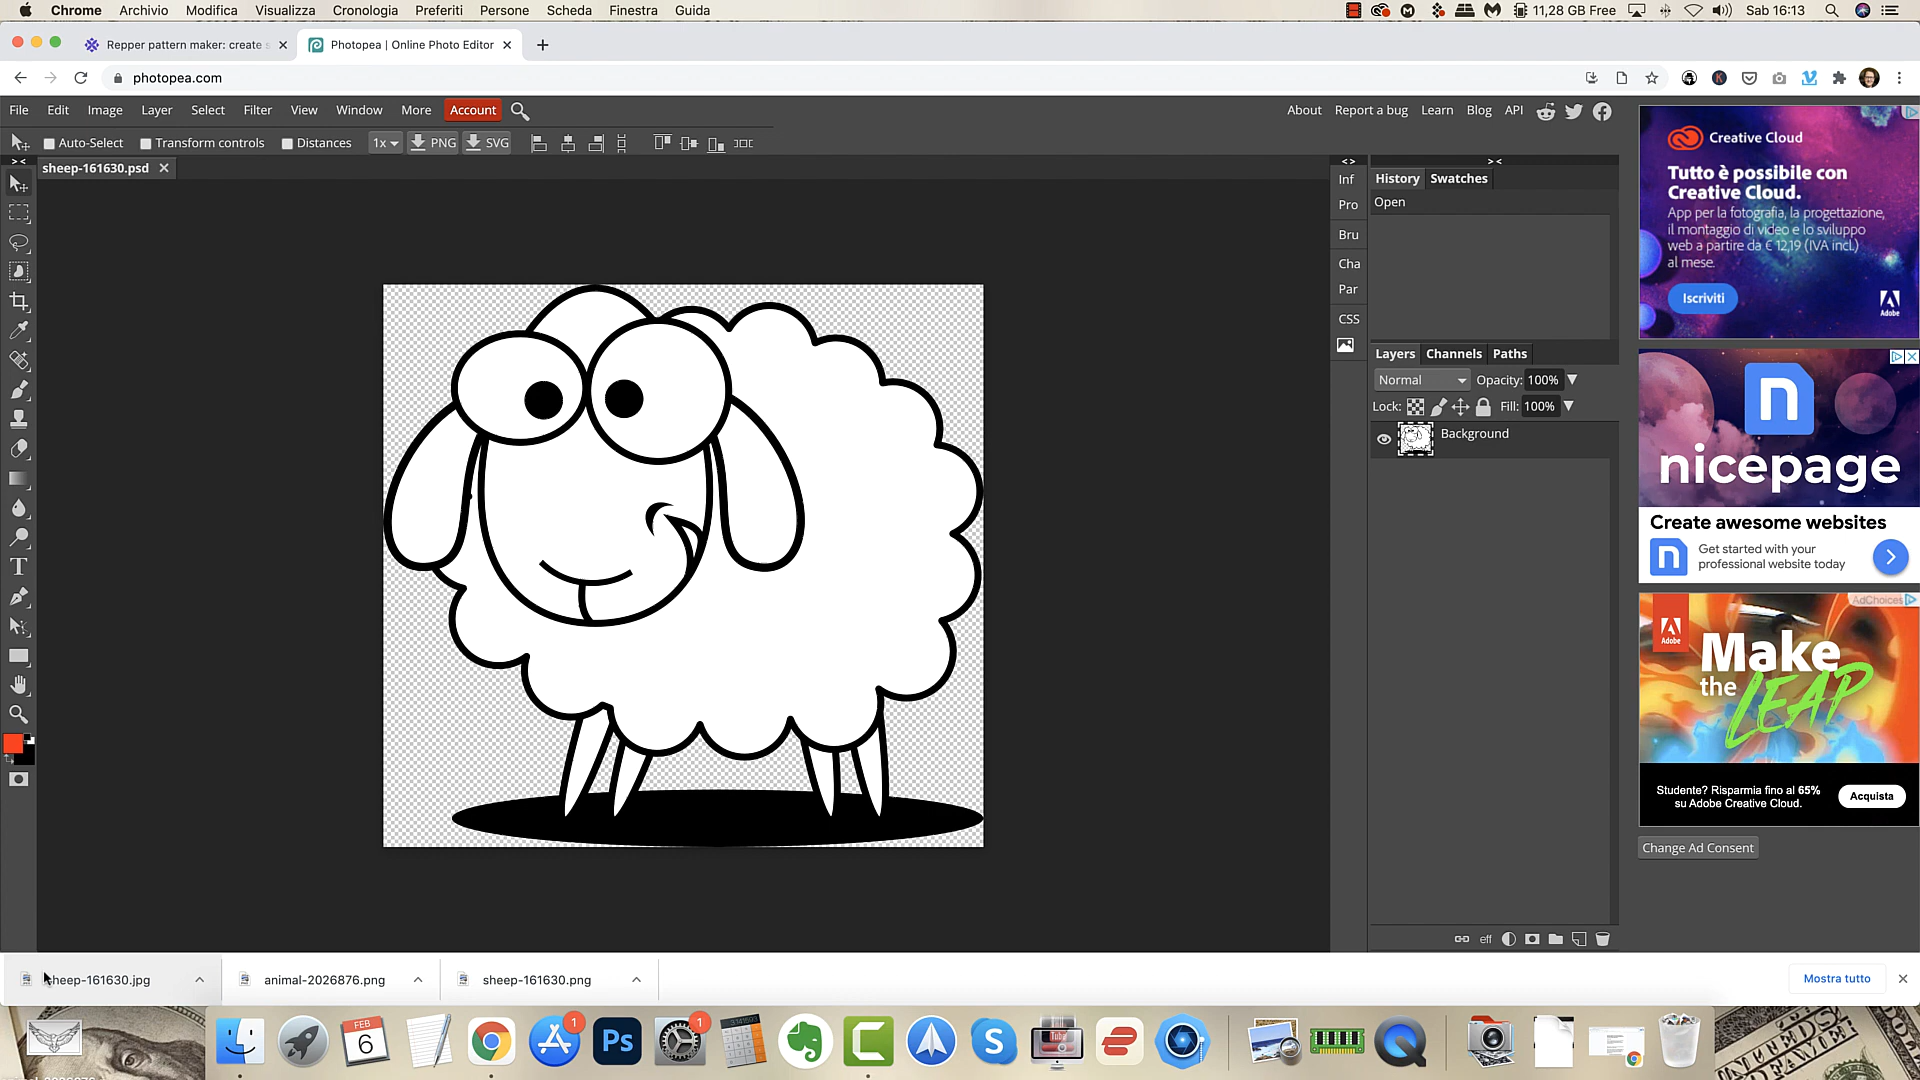 Chrome Archivio Modifica Visualizza Cronologia Preferiti Persone Scheda Finestra Guida 11,28 GB Free Sab 16:13
Repper pattern maker: create s Photopea | Online Photo Editor
photopea.com
File Edit Image Layer Select Filter View Window More Account About Report a bug Learn Blog API
Auto-Select Transform controls Distances 1x PNG SVG
sheep-161630.psd
Inf
Pro
Bru
Cha
Par
CSS
History Swatches
Open
Layers Channels Paths
Normal Opacity: 100%
Lock: Fill: 100%
Background
eff
Creative Cloud
Tutto è possibile con
Creative Cloud.
App per la fotografia, la progettazione,
il montaggio di video e lo sviluppo
web a partire da € 12,19 (IVA incl.)
al mese.
Iscriviti
Adobe
n
nicepage
Create awesome websites
Get started with your
professional website today
AdChoices
Adobe
Make
the LEAP
Studente? Risparmia fino al 65%
su Adobe Creative Cloud.
Acquista
Change Ad Consent
sheep-161630.jpg animal-2026876.png sheep-161630.png Mostra tutto
FEB
6
1
Ps
1